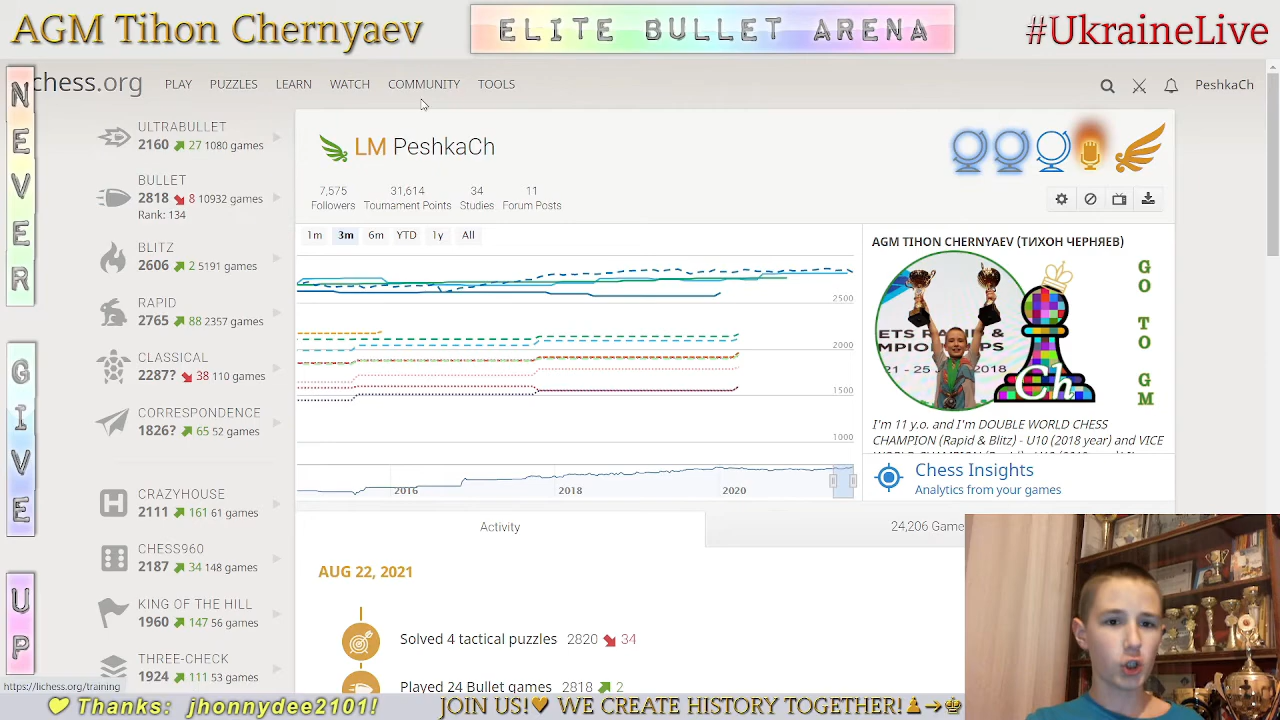 AGM Tihon Chernyaev
ELITE BULLET ARENA
#UkraineLive
NEVER
GIVE
UP
chess.org
PLAY PUZZLES LEARN WATCH COMMUNITY TOOLS
PeshkaCh
ULTRABULLET
2160 27 1080 games
BULLET
2818 8 10932 games
Rank: 134
BLITZ
2606 2 5191 games
RAPID
2765 88 2357 games
CLASSICAL
2287? 38 110 games
CORRESPONDENCE
1826? 65 52 games
CRAZYHOUSE
2111 161 61 games
CHESS960
2187 34 148 games
KING OF THE HILL
1960 147 56 games
THREE-CHECK
1924 111 53 games
LM PeshkaCh
7,575 31,614 34 11
Followers Tournament Points Studies Forum Posts
1m 3m 6m YTD 1y All
2500
2000
1500
1000
2016 2018 2020
AGM TIHON CHERNYAEV (ТИХОН ЧЕРНЯЕВ)
ETS RAPID &
MPIO OPS
21 - 25 2018
Ch
GO
TO
GM
I'm 11 y.o. and I'm DOUBLE WORLD CHESS
CHAMPION (Rapid & Blitz) - U10 (2018 year) and VICE
Chess Insights
Analytics from your games
Activity
24,206 Game
AUG 22, 2021
Solved 4 tactical puzzles 2820 34
Played 24 Bullet games 2818 2
https://lichess.org/training
Thanks: jhonnydee2101!
JOIN US! WE CREATE HISTORY TOGETHER!